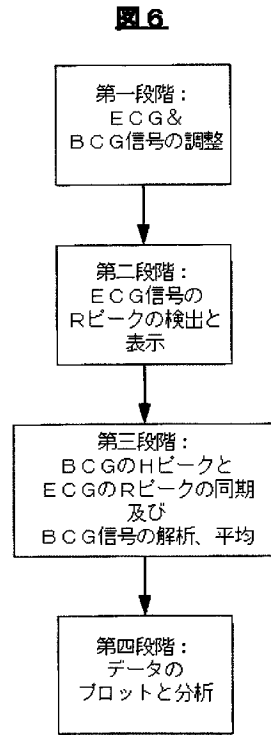 図６
第一段階：
ＥＣＧ＆
ＢＣＧ信号の調整
第二段階：
ＥＣＧ信号の
Ｒピークの検出と
表示
第三段階：
ＢＣＧのＨピークと
ＥＣＧのＲピークの同期
及び
ＢＣＧ信号の解析、平均
第四段階：
データの
プロットと分析